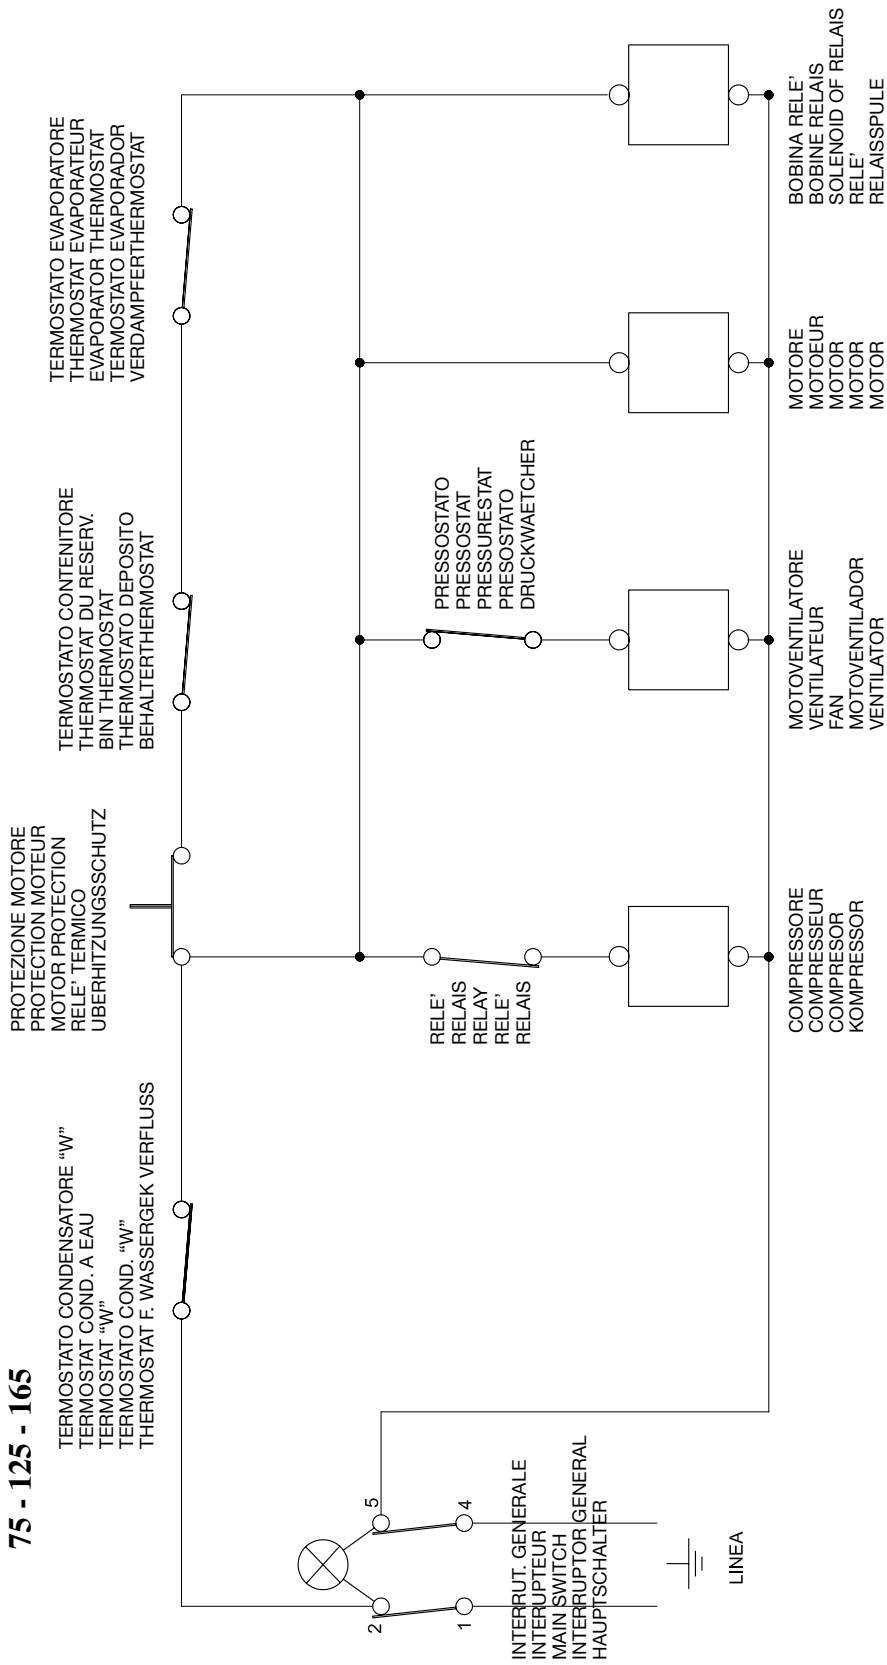 75 - 125 - 165
TERMOSTATO CONDENSATORE “W”
TERMOSTAT COND. A EAU
TERMOSTAT “W”
TERMOSTATO COND. “W”
THERMOSTAT F. WASSERGEK VERFLUSS
PROTEZIONE MOTORE
PROTECTION MOTEUR
MOTOR PROTECTION
RELE’ TERMICO
UBERHITZUNGSSCHUTZ
TERMOSTATO CONTENITORE
THERMOSTAT DU RESERV.
BIN THERMOSTAT
THERMOSTATO DEPOSITO
BEHALTERTHERMOSTAT
TERMOSTATO EVAPORATORE
THERMOSTAT EVAPORATEUR
EVAPORATOR THERMOSTAT
TERMOSTATO EVAPORADOR
VERDAMPFERTHERMOSTAT
2
5
1
4
INTERRUT. GENERALE
INTERUPTEUR
MAIN SWITCH
INTERRUPTOR GENERAL
HAUPTSCHALTER
LINEA
RELE’
RELAIS
RELAY
RELE’
RELAIS
PRESSOSTATO
PRESSOSTAT
PRESSURESTAT
PRESOSTATO
DRUCKWAETCHER
COMPRESSORE
COMPRESSEUR
COMPRESOR
KOMPRESSOR
MOTOVENTILATORE
VENTILATEUR
FAN
MOTOVENTILADOR
VENTILATOR
MOTORE
MOTOEUR
MOTOR
MOTOR
MOTOR
BOBINA RELE’
BOBINE RELAIS
SOLENOID OF RELAIS
RELE’
RELAISSPULE